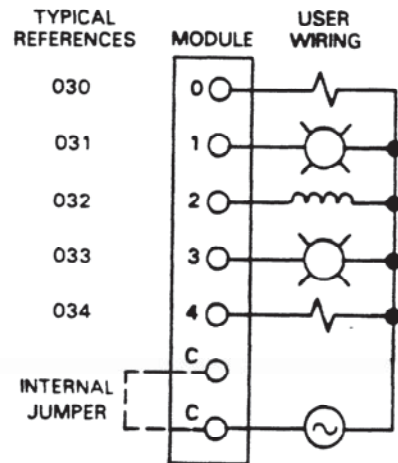 TYPICAL REFERENCES
MODULE
USER WIRING
030
0
031
1
032
2
033
3
034
4
C
INTERNAL JUMPER
C